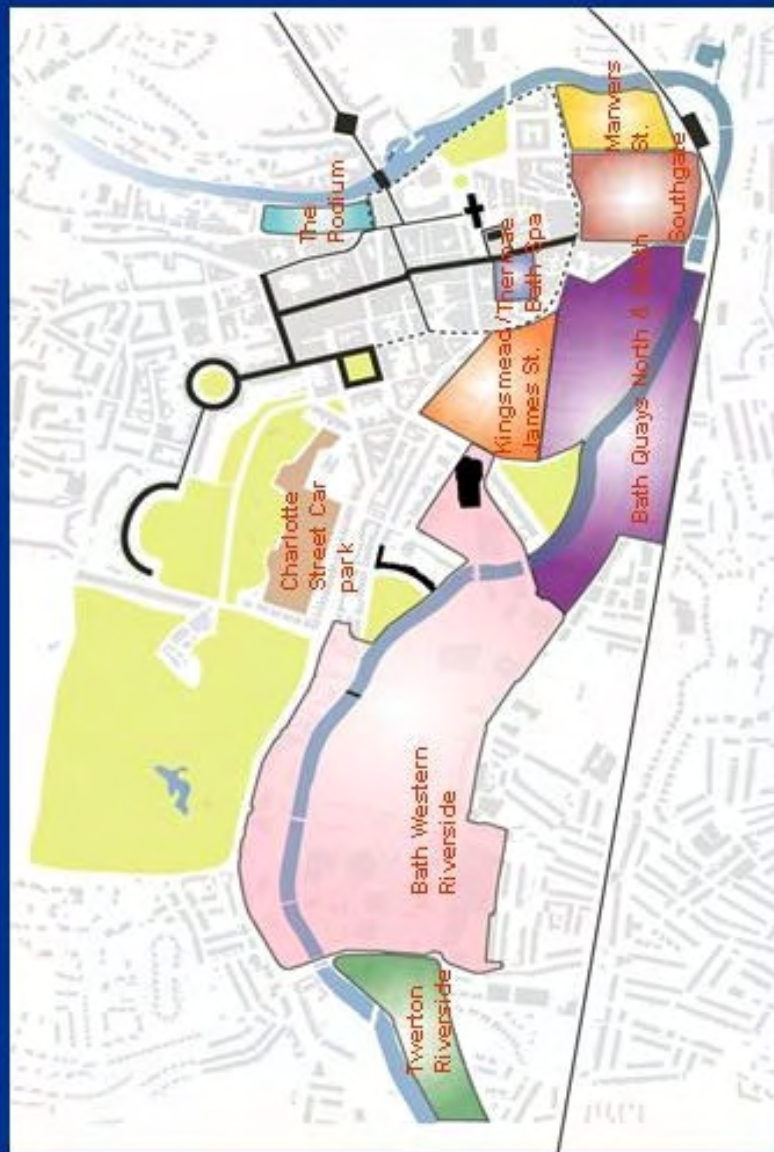 The
Podium
Manvers
St.
Southgate
Kingsmead /Thermae
James St. Bath Spa
Bath Quays North & South
Charlotte
Street Car
park
Bath Western
Riverside
Twerton
Riverside